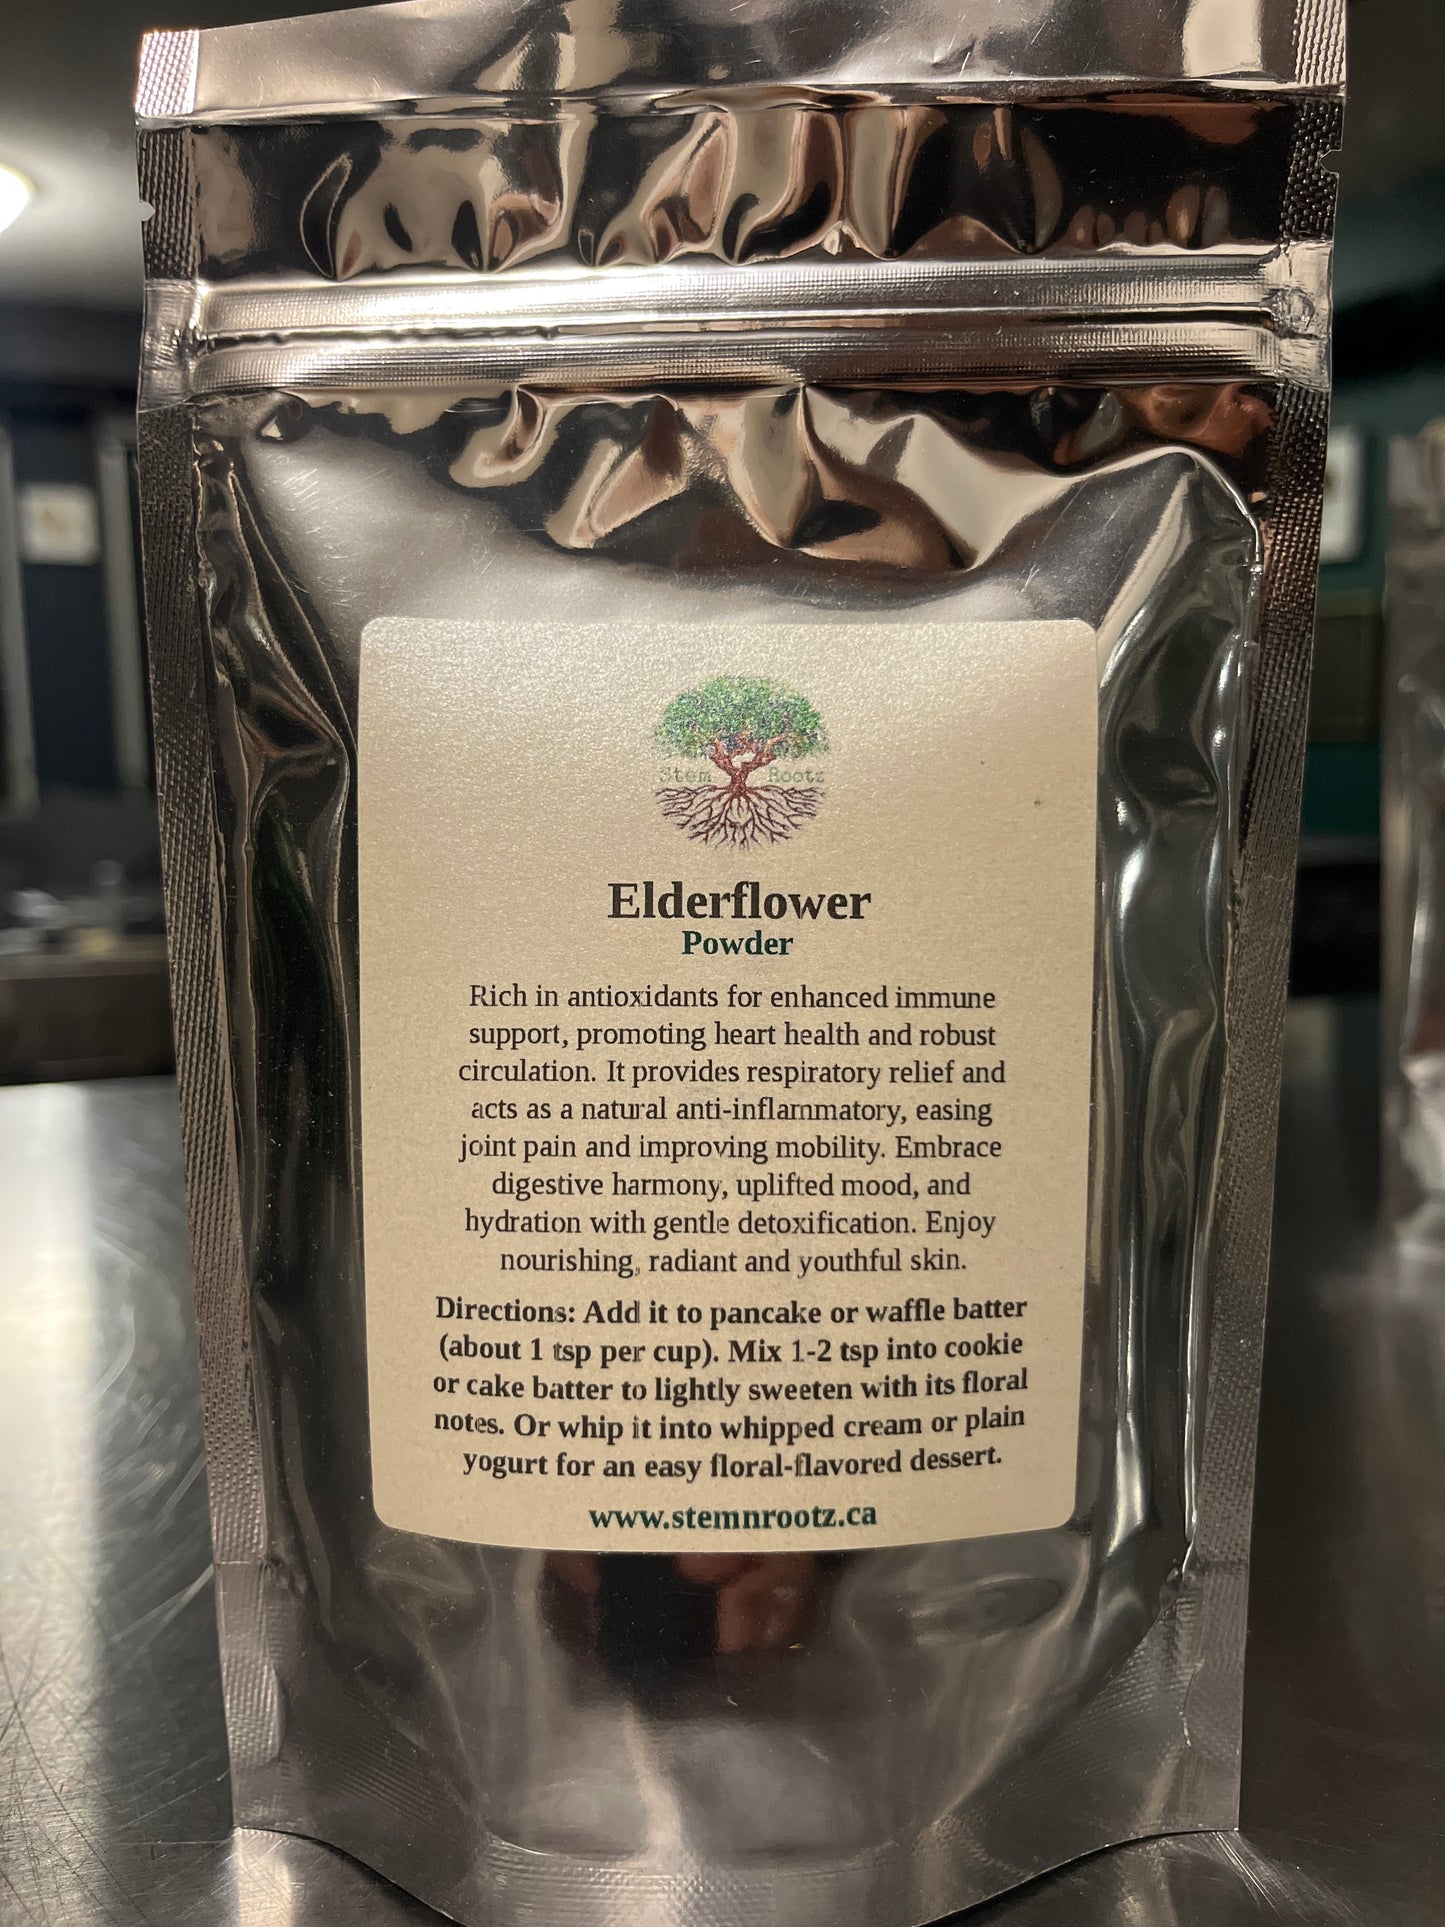 Stem Rootz
Elderflower
Powder
Rich in antioxidants for enhanced immune
support, promoting heart health and robust
circulation. It provides respiratory relief and
acts as a natural anti-inflammatory, easing
joint pain and improving mobility. Embrace
digestive harmony, uplifted mood, and
hydration with gentle detoxification. Enjoy
nourishing, radiant and youthful skin.
Directions: Add it to pancake or waffle batter
(about 1 tsp per cup). Mix 1-2 tsp into cookie
or cake batter to lightly sweeten with its floral
notes. Or whip it into whipped cream or plain
yogurt for an easy floral-flavored dessert.
www.stemnrootz.ca